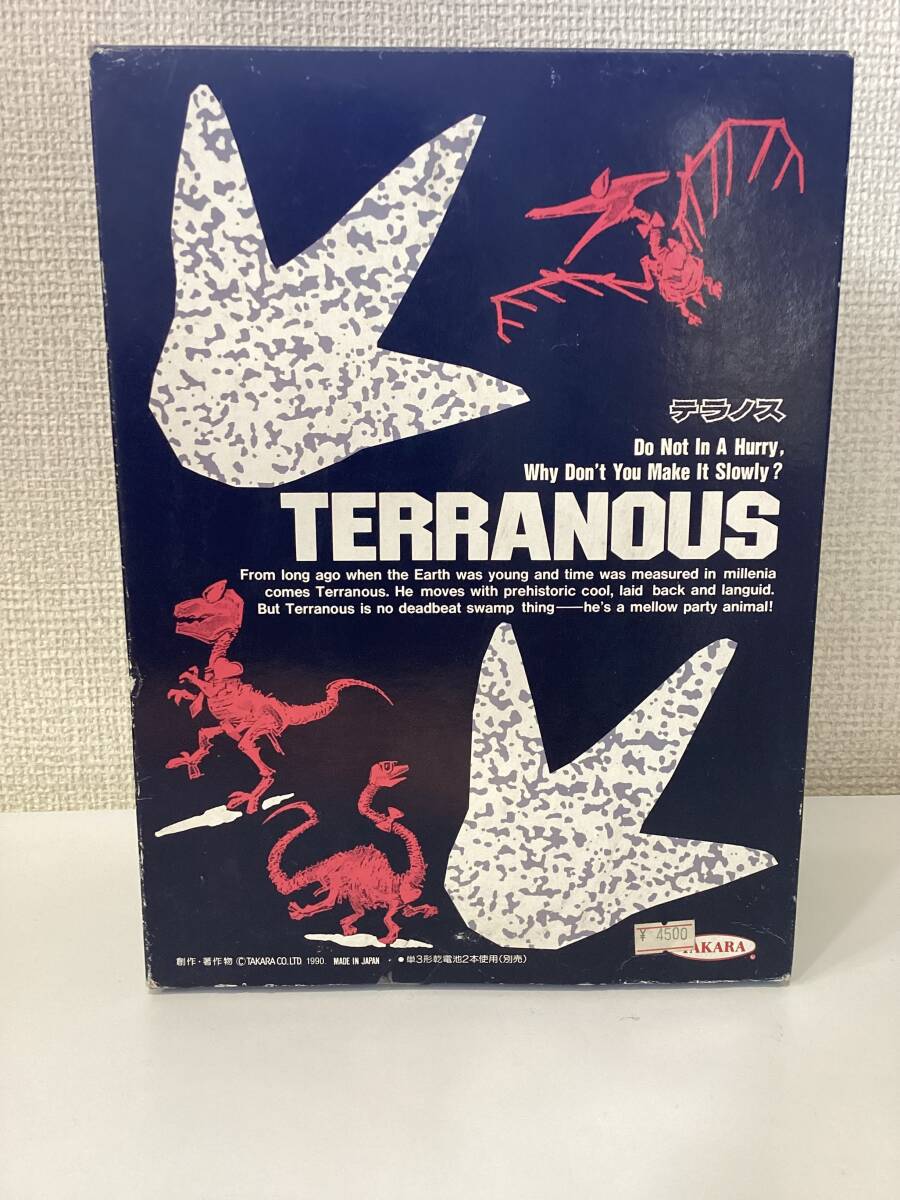 テラノス
Do Not In A Hurry,
Why Don't You Make It Slowly?
TERRANOUS
From long ago when the Earth was young and time was measured in millenia
comes Terranous. He moves with prehistoric cool, laid back and languid.
But Terranous is no deadbeat swamp thing——he's a mellow party animal!
¥ 4500
TAKARA
創作・著作物 ©TAKARA CO.LTD 1990. MADE IN JAPAN ・ ●単3形乾電池2本使用(別売)